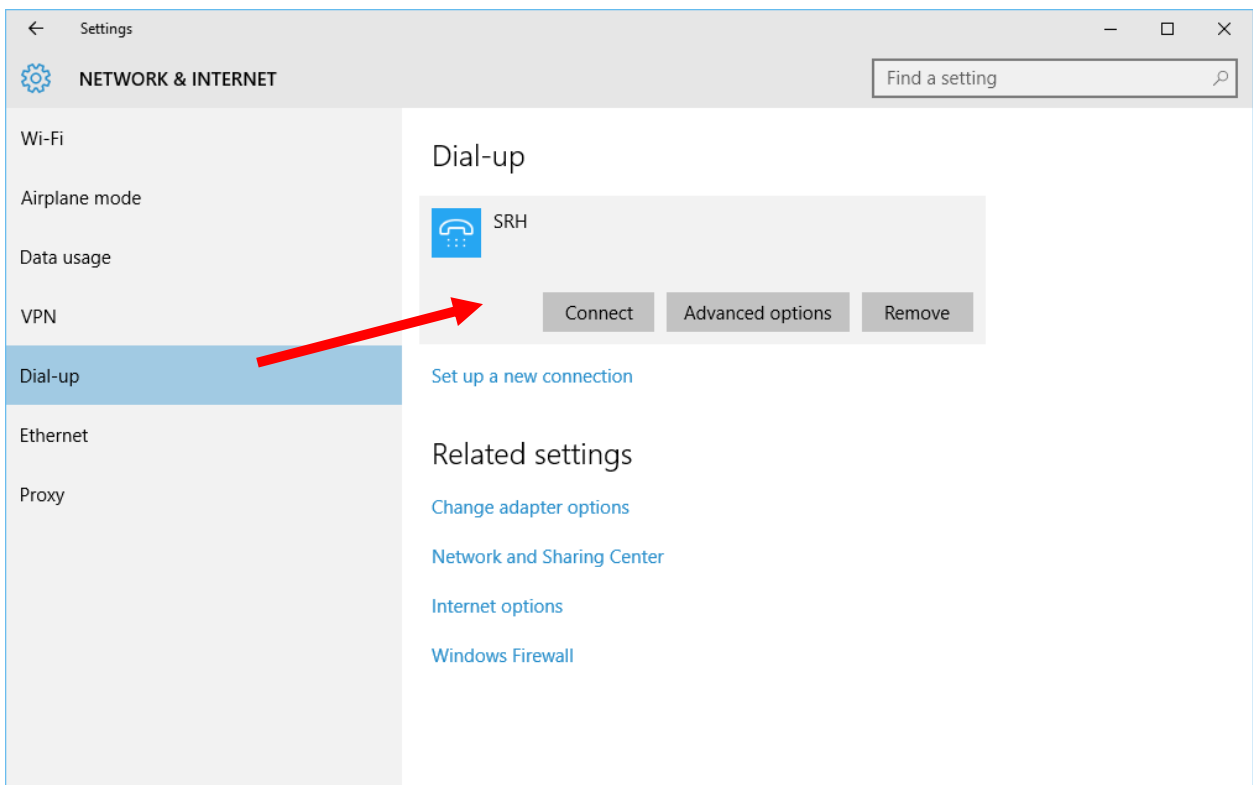 Settings
NETWORK & INTERNET
Find a setting
Wi-Fi
Airplane mode
Data usage
VPN
Dial-up
Ethernet
Proxy
Dial-up
SRH
Connect Advanced options Remove
Set up a new connection
Related settings
Change adapter options
Network and Sharing Center
Internet options
Windows Firewall